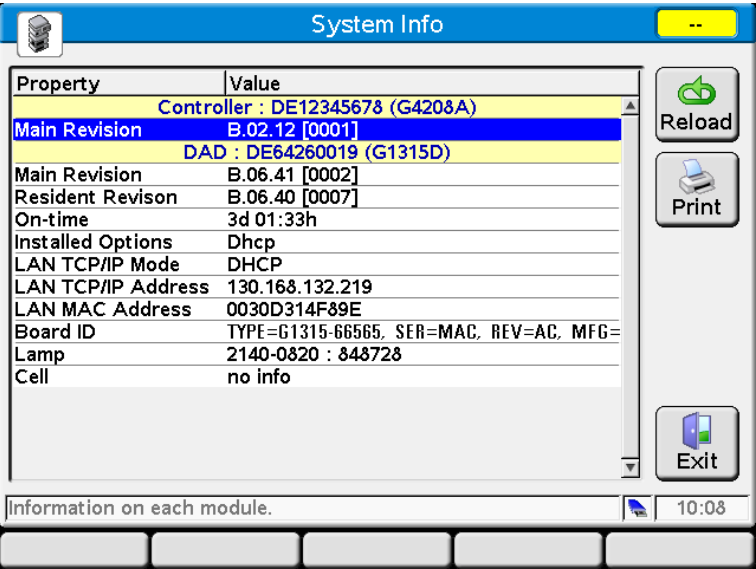 System Info
--
Property Value
Controller : DE12345678 (G4208A)
Main Revision B.02.12 [0001]
DAD : DE64260019 (G1315D)
Main Revision B.06.41 [0002]
Resident Revison B.06.40 [0007]
On-time 3d 01:33h
Installed Options Dhcp
LAN TCP/IP Mode DHCP
LAN TCP/IP Address 130.168.132.219
LAN MAC Address 0030D314F89E
Board ID TYPE=G1315-66565, SER=MAC, REV=AC, MFG=
Lamp 2140-0820 : 848728
Cell no info
Reload
Print
Exit
Information on each module.
10:08